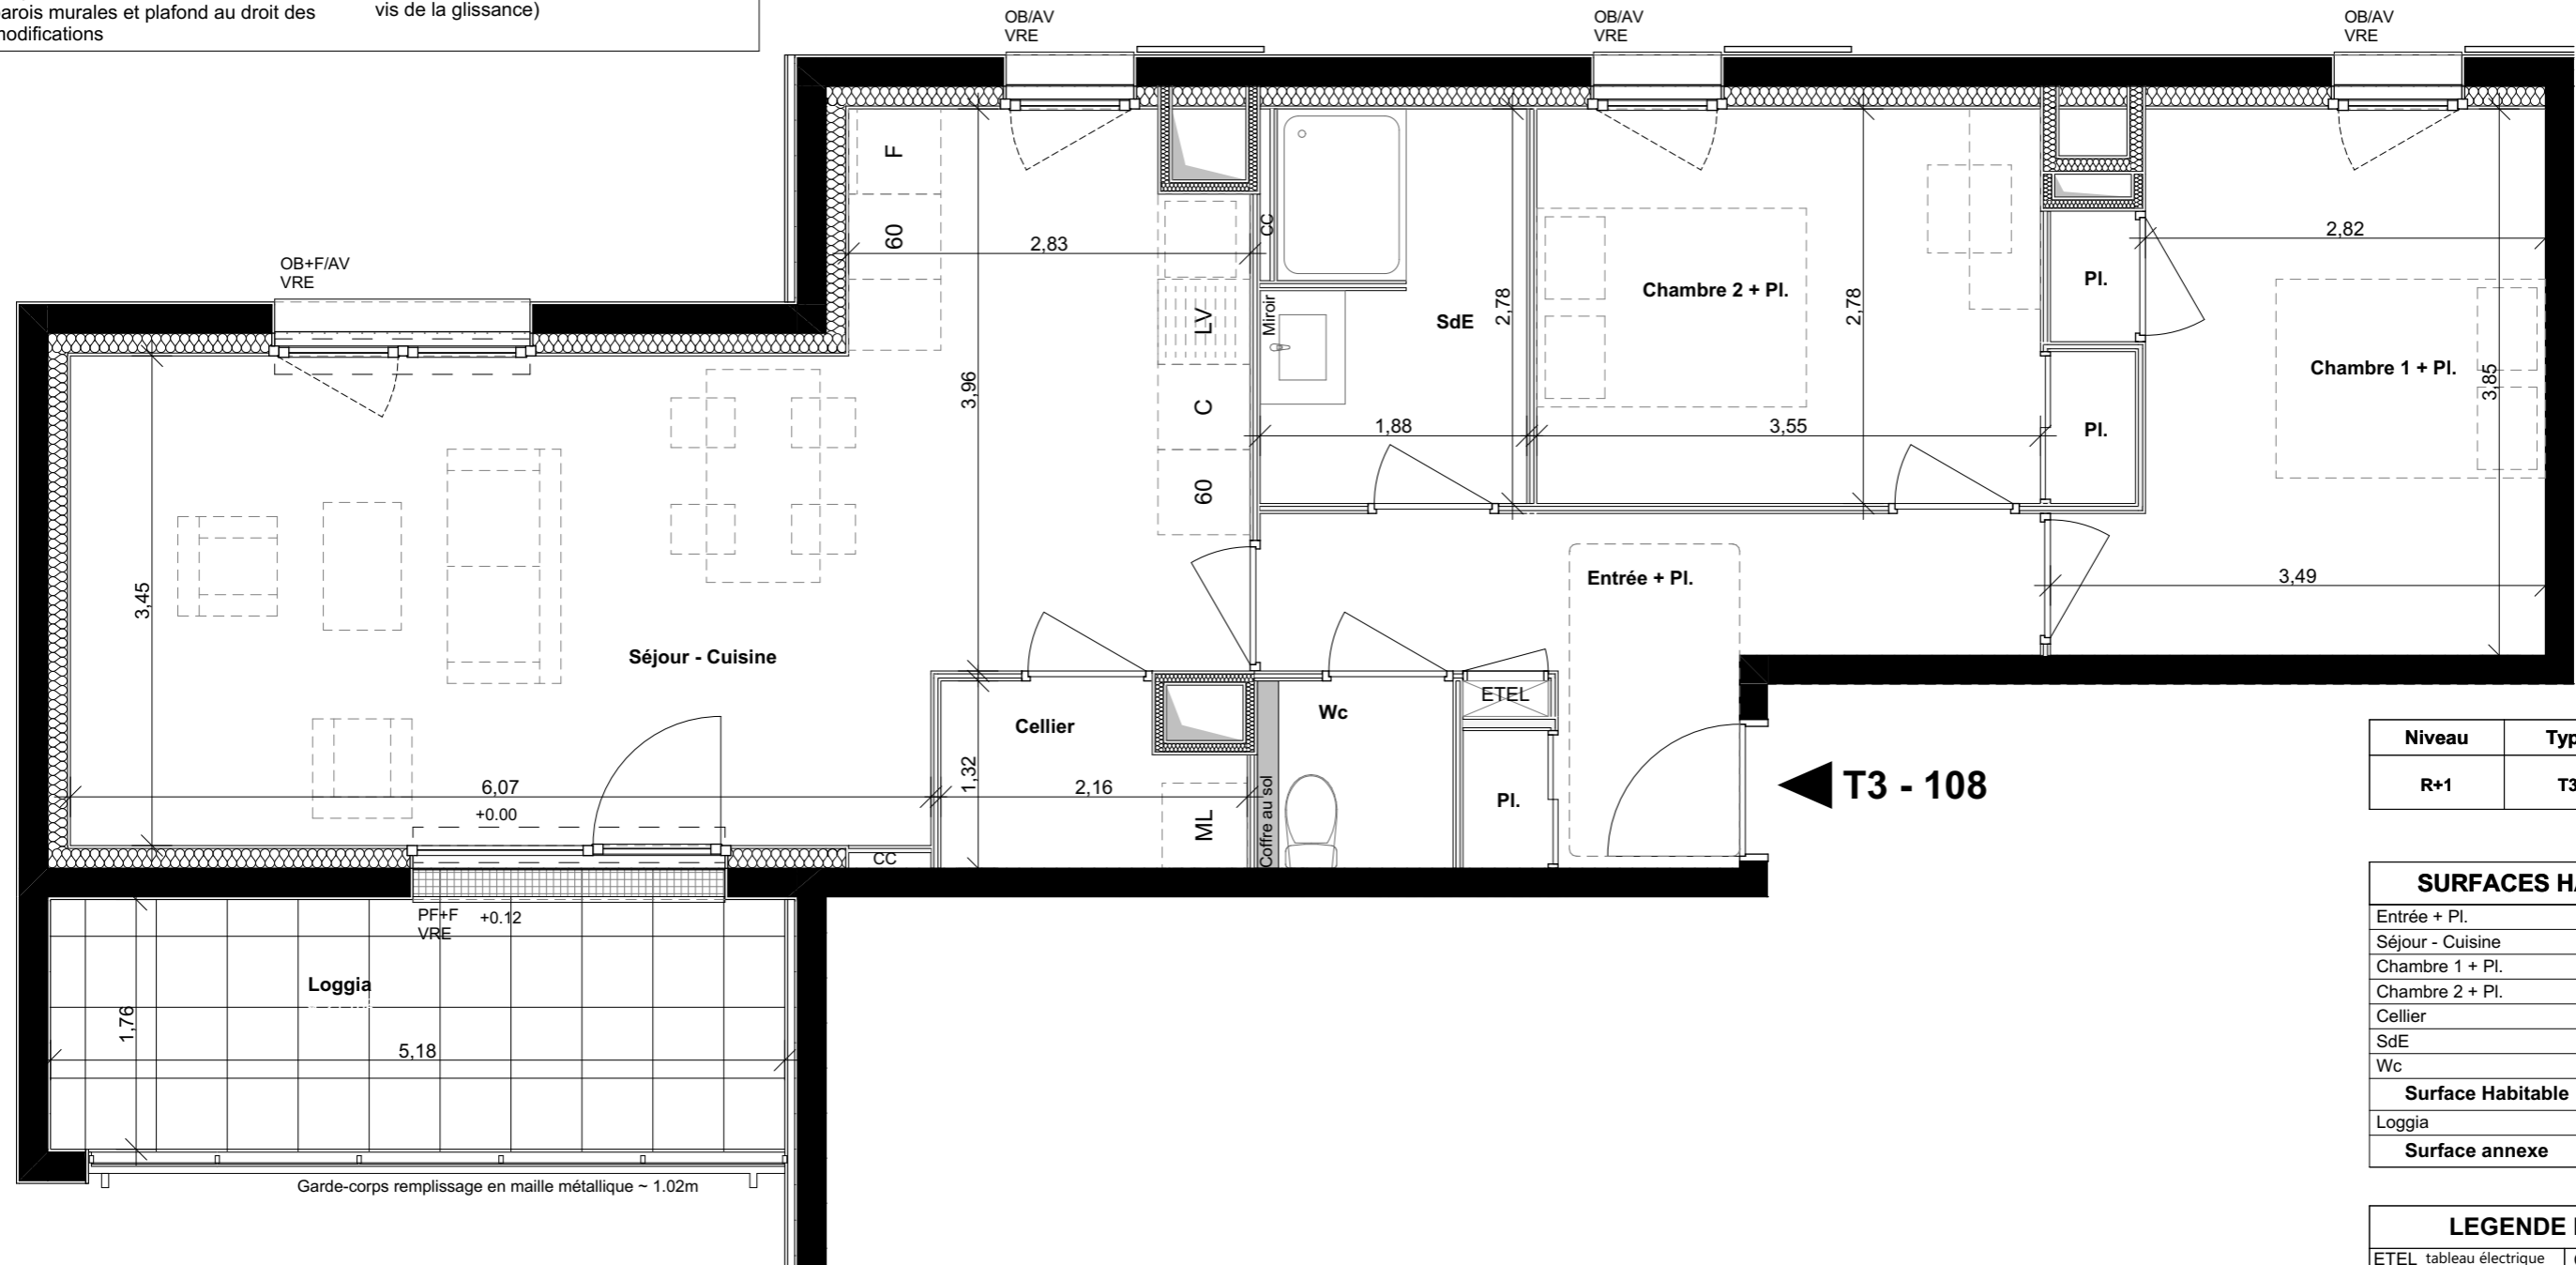 arois murales et plafond au droit des
nodifications
vis de la glissance)
OB/AV
VRE
OB/AV
VRE
OB/AV
VRE
OB+F/AV
VRE
F
60
2,83
CC
Miroir
LV
C
60
3,96
SdE
2,78
1,88
Chambre 2 + Pl.
2,78
3,55
Pl.
Pl.
2,82
Chambre 1 + Pl.
3,85
3,49
3,45
Séjour - Cuisine
Entrée + Pl.
ETEL
Wc
Cellier
1,32
2,16
ML
Coffre au sol
Pl.
6,07
+0.00
CC
T3 - 108
PF+F
VRE
+0.12
Loggia
1,76
5,18
Garde-corps remplissage en maille métallique ~ 1.02m
Niveau
R+1
T3
SURFACES
Entrée + Pl.
Séjour - Cuisine
Chambre 1 + Pl.
Chambre 2 + Pl.
Cellier
SdE
Wc
Surface Habitable
Loggia
Surface annexe
LEGENDE
ETEL tableau électrique